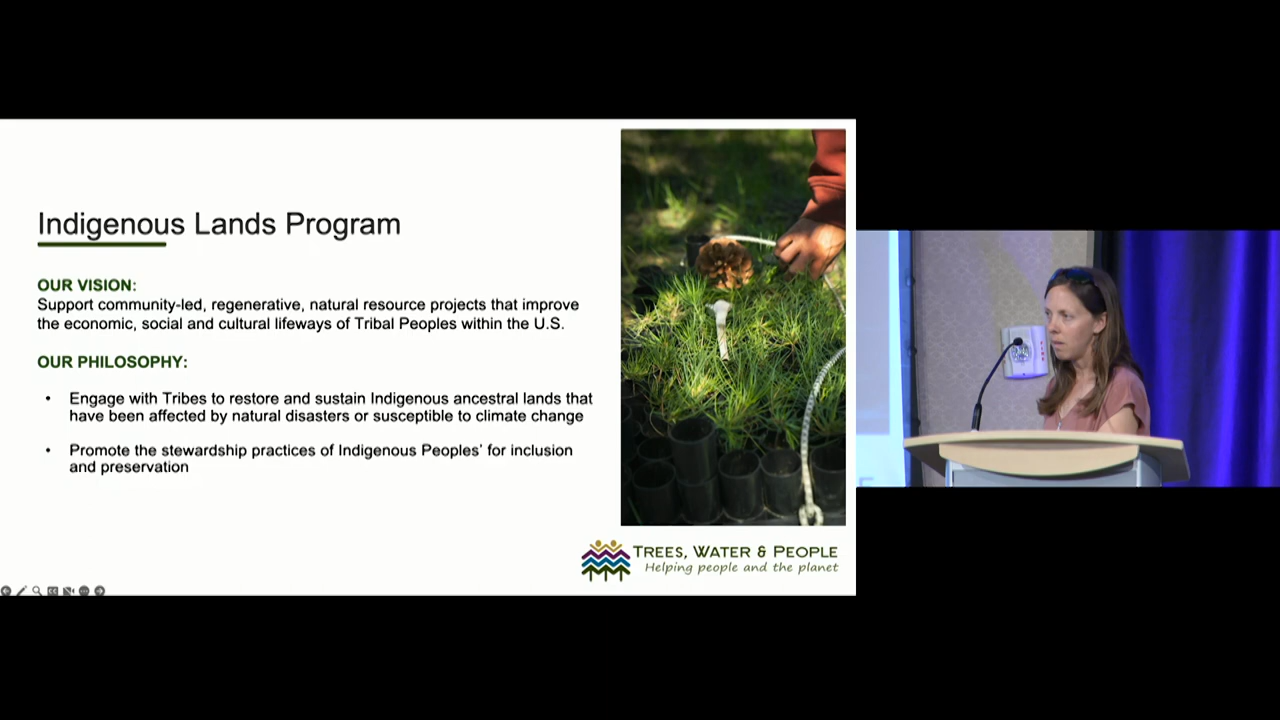 Indigenous Lands Program
OUR VISION:
Support community-led, regenerative, natural resource projects that improve
the economic, social and cultural lifeways of Tribal Peoples within the U.S.
OUR PHILOSOPHY:
• Engage with Tribes to restore and sustain Indigenous ancestral lands that
have been affected by natural disasters or susceptible to climate change
• Promote the stewardship practices of Indigenous Peoples’ for inclusion
and preservation
TREES, WATER & PEOPLE
Helping people and the planet
FIRE